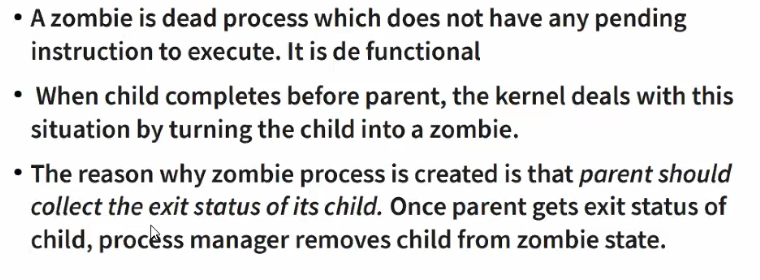 • A zombie is dead process which does not have any pending
instruction to execute. It is de functional
• When child completes before parent, the kernel deals with this
situation by turning the child into a zombie.
• The reason why zombie process is created is that parent should
collect the exit status of its child. Once parent gets exit status of
child, process manager removes child from zombie state.